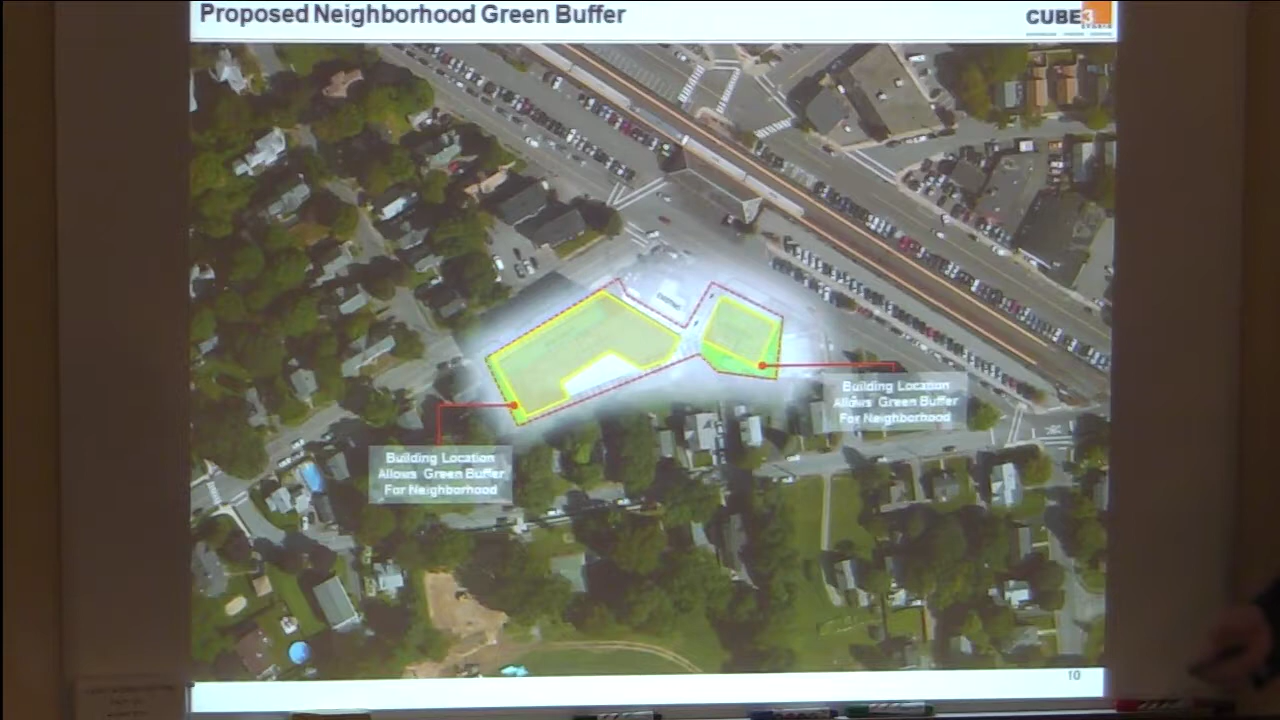 Proposed Neighborhood Green Buffer
CUBE 3
STUDIO
Building Location
Allows Green Buffer
For Neighborhood
Building Location
Allows Green Buffer
For Neighborhood
10